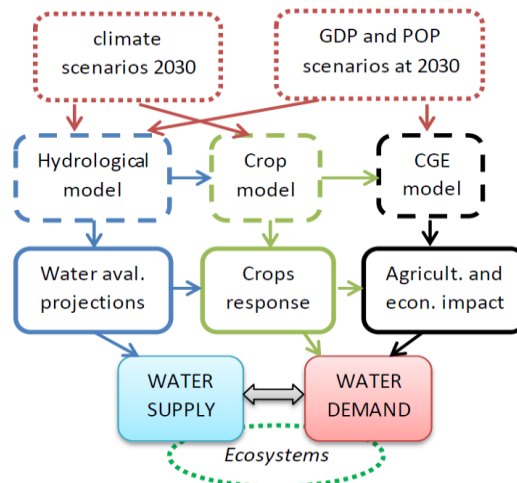 climate
scenarios 2030
GDP and POP
scenarios at 2030
Hydrological
model
Crop
model
CGE
model
Water aval.
projections
Crops
response
Agricult. and
econ. impact
WATER
SUPPLY
WATER
DEMAND
Ecosystems